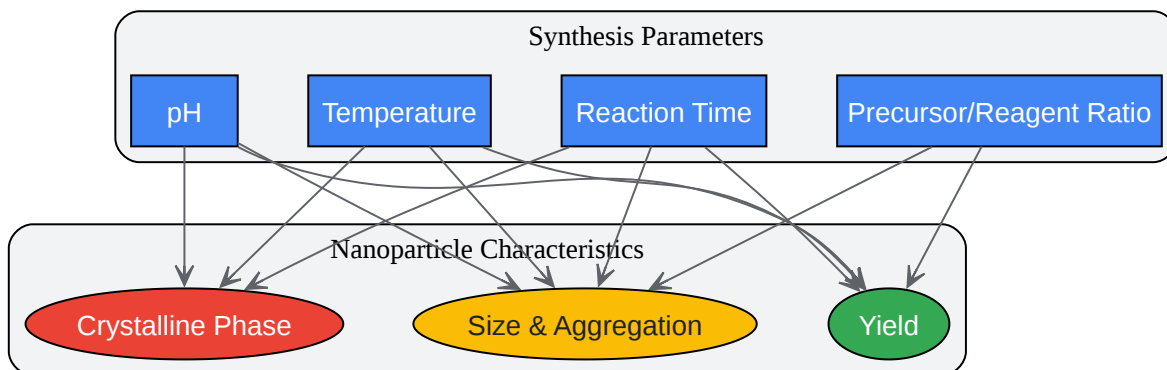 Synthesis Parameters
pH
Temperature
Reaction Time
Precursor/Reagent Ratio
Nanoparticle Characteristics
Crystalline Phase
Size & Aggregation
Yield